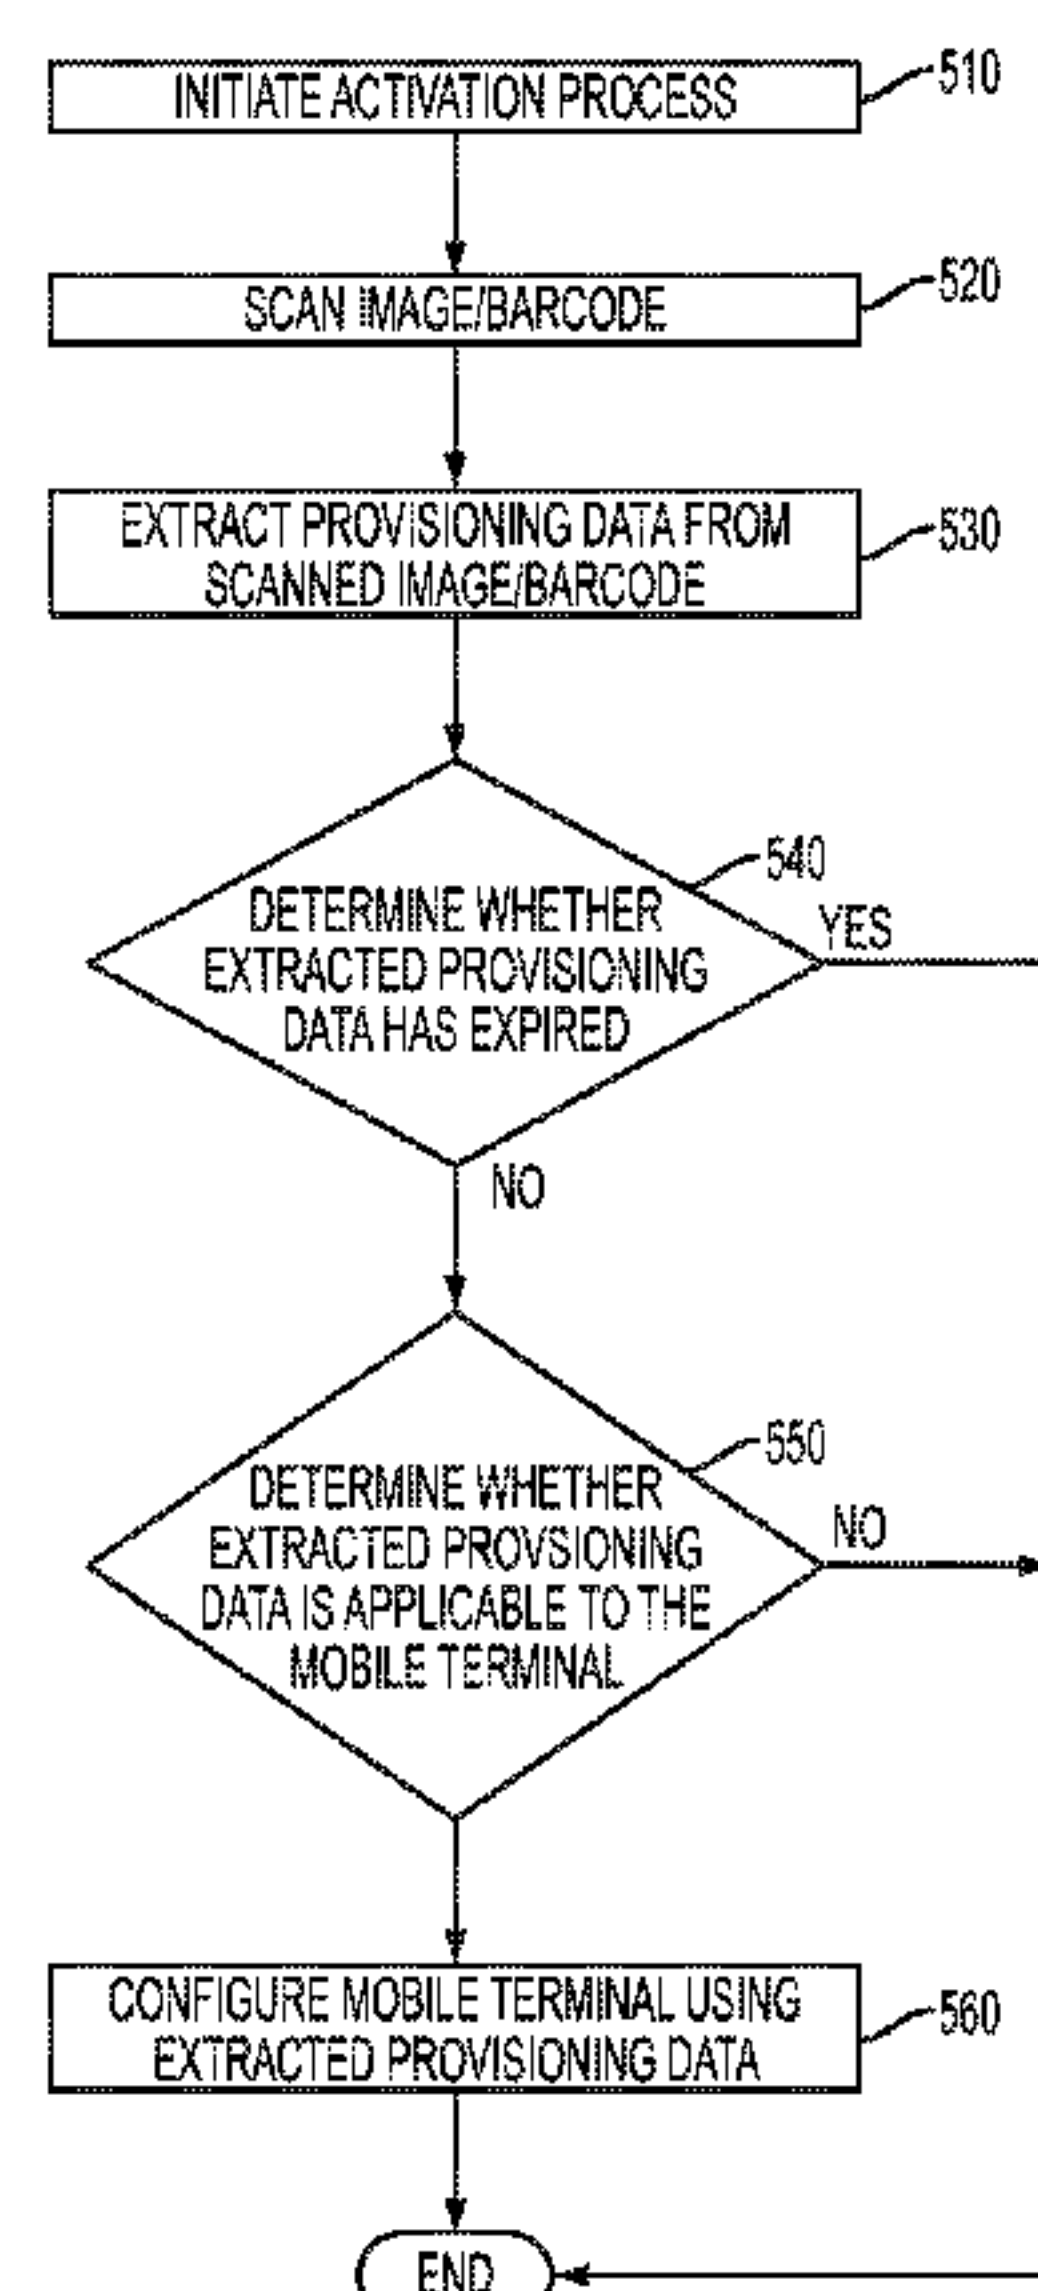 INITIATE ACTIVATION PROCESS
510
SCAN IMAGE/BARCODE
520
EXTRACT PROVISIONING DATA FROM
SCANNED IMAGE/BARCODE
530
540
DETERMINE WHETHER
EXTRACTED PROVISIONING
DATA HAS EXPIRED
YES
NO
550
DETERMINE WHETHER
EXTRACTED PROVSIONING
DATA IS APPLICABLE TO THE
MOBILE TERMINAL
NO
CONFIGURE MOBILE TERMINAL USING
EXTRACTED PROVISIONING DATA
560
END